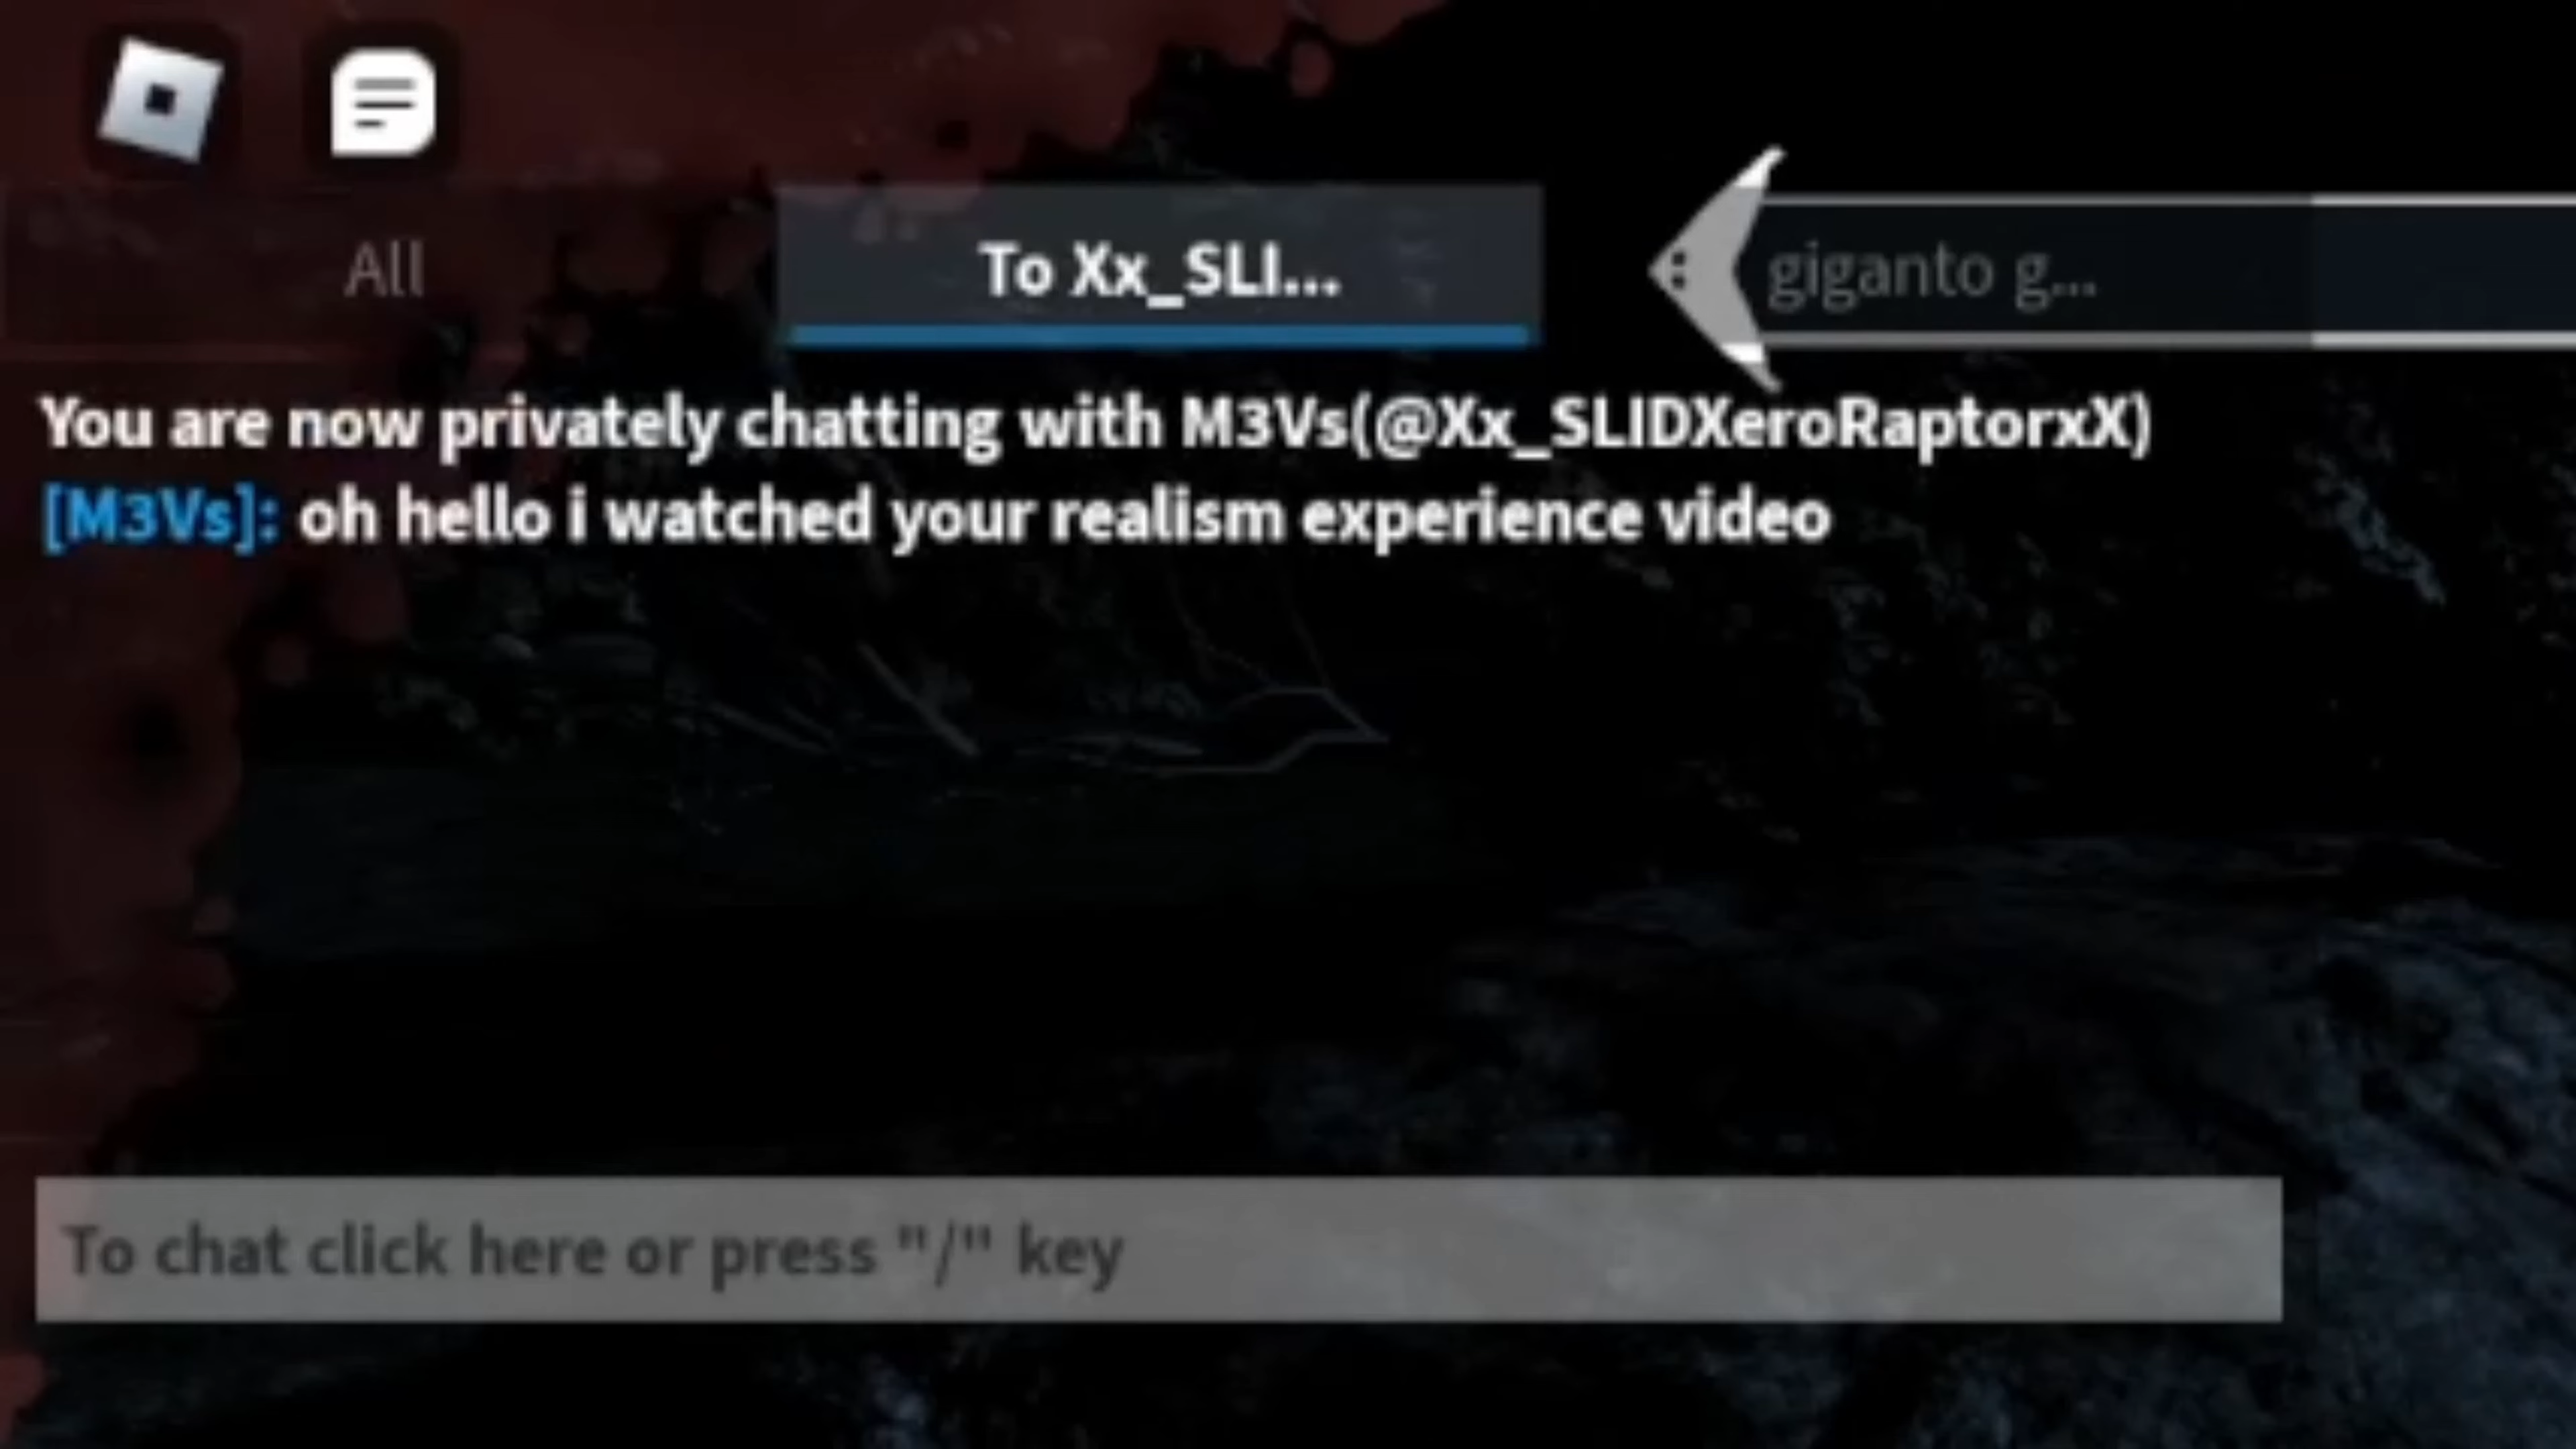 All
To Xx_SLI...
giganto g...
You are now privately chatting with M3Vs(@Xx_SLIDXeroRaptorxX)
[M3Vs]: oh hello i watched your realism experience video
To chat click here or press "/" key